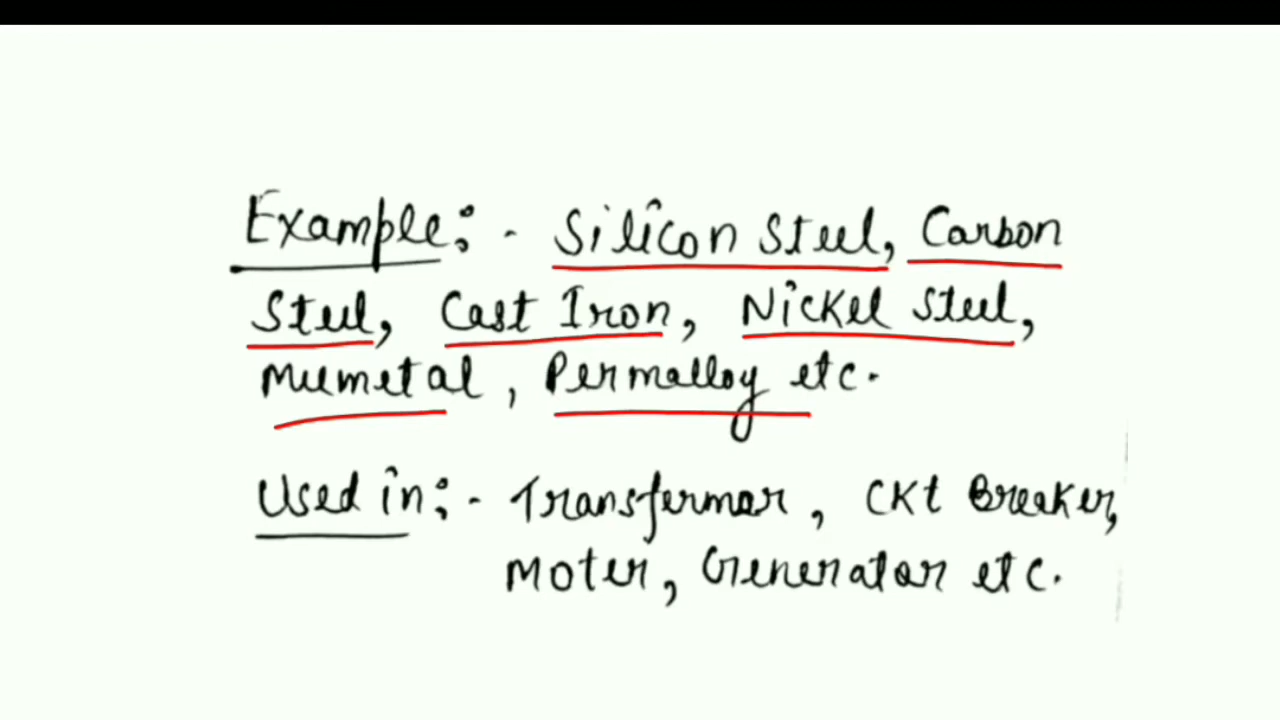 Example:- Silicon Steel, Carbon
Steel, Cast Iron, Nickel Steel,
Mumetal, Permalloy etc.
Used in:- Transfermar, CKt Breaker,
Moter, Generator etc.